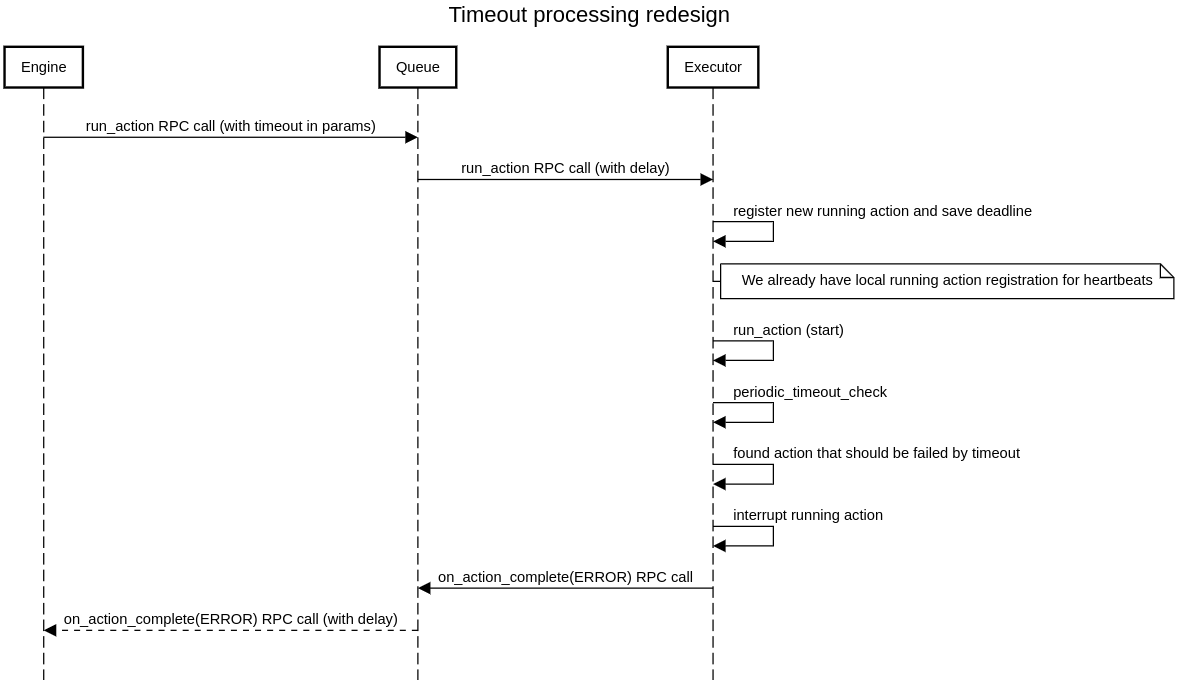 Timeout processing redesign
Engine
Queue
Executor
run_action RPC call (with timeout in params)
run_action RPC call (with delay)
register new running action and save deadline
We already have local running action registration for heartbeats
run_action (start)
periodic_timeout_check
found action that should be failed by timeout
interrupt running action
on_action_complete(ERROR) RPC call
on_action_complete(ERROR) RPC call (with delay)